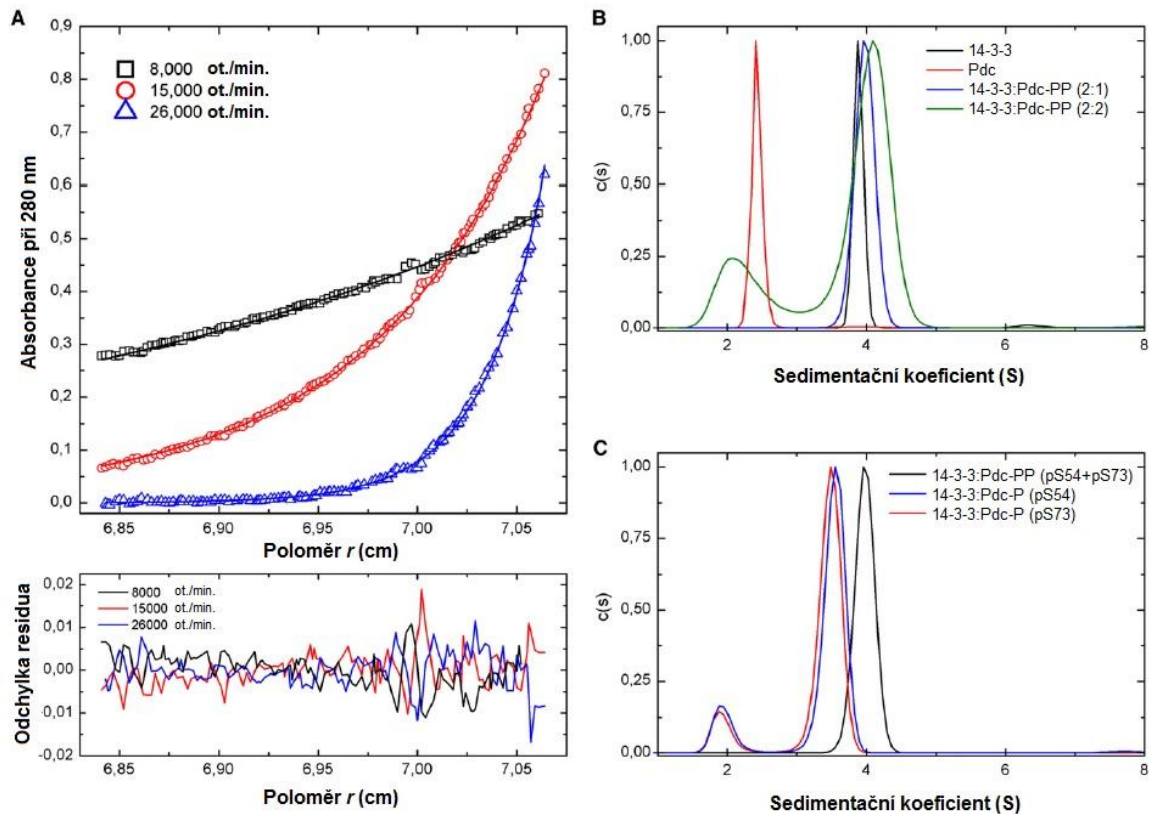 A
0,9
0,8
0,7
0,6
0,5
0,4
0,3
0,2
0,1
0,0
Absorbance při 280 nm
8,000 ot./min.
15,000 ot./min.
26,000 ot./min.
6,85 6,90 6,95 7,00 7,05
Poloměr r (cm)
0,02
0,01
0,00
-0,01
-0,02
Odchylka residua
8000 ot./min.
15000 ot./min.
26000 ot./min.
6,85 6,90 6,95 7,00 7,05
Poloměr r (cm)
B
1,00
0,75
0,50
0,25
0,00
c(s)
14-3-3
Pdc
14-3-3:Pdc-PP (2:1)
14-3-3:Pdc-PP (2:2)
2 4 6 8
Sedimentační koeficient (S)
C
1,00
0,75
0,50
0,25
0,00
c(s)
14-3-3:Pdc-PP (pS54+pS73)
14-3-3:Pdc-P (pS54)
14-3-3:Pdc-P (pS73)
2 4 6 8
Sedimentační koeficient (S)